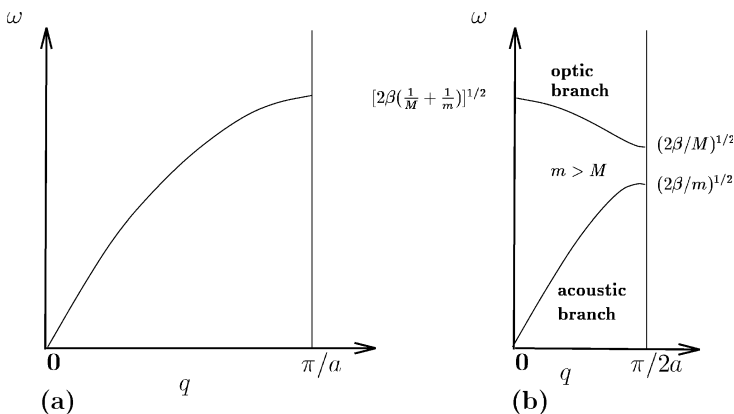 ω
0
π/a
q
(a)
ω
[2β(1/M + 1/m)]^{1/2}
optic
branch
(2β/M)^{1/2}
m > M
(2β/m)^{1/2}
acoustic
branch
0
π/2a
q
(b)